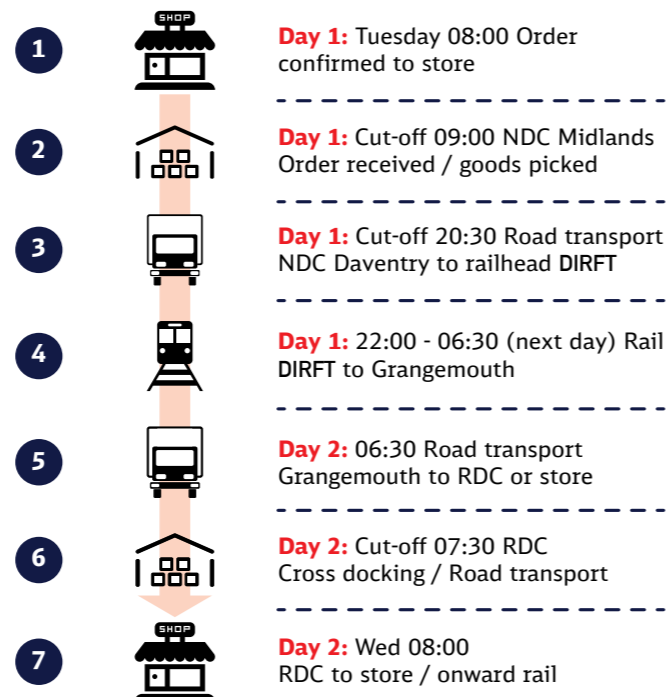 SHOP
1
Day 1: Tuesday 08:00 Order
confirmed to store
2
Day 1: Cut-off 09:00 NDC Midlands
Order received / goods picked
3
Day 1: Cut-off 20:30 Road transport
NDC Daventry to railhead DIRFT
4
Day 1: 22:00 - 06:30 (next day) Rail
DIRFT to Grangemouth
5
Day 2: 06:30 Road transport
Grangemouth to RDC or store
6
Day 2: Cut-off 07:30 RDC
Cross docking / Road transport
SHOP
7
Day 2: Wed 08:00
RDC to store / onward rail